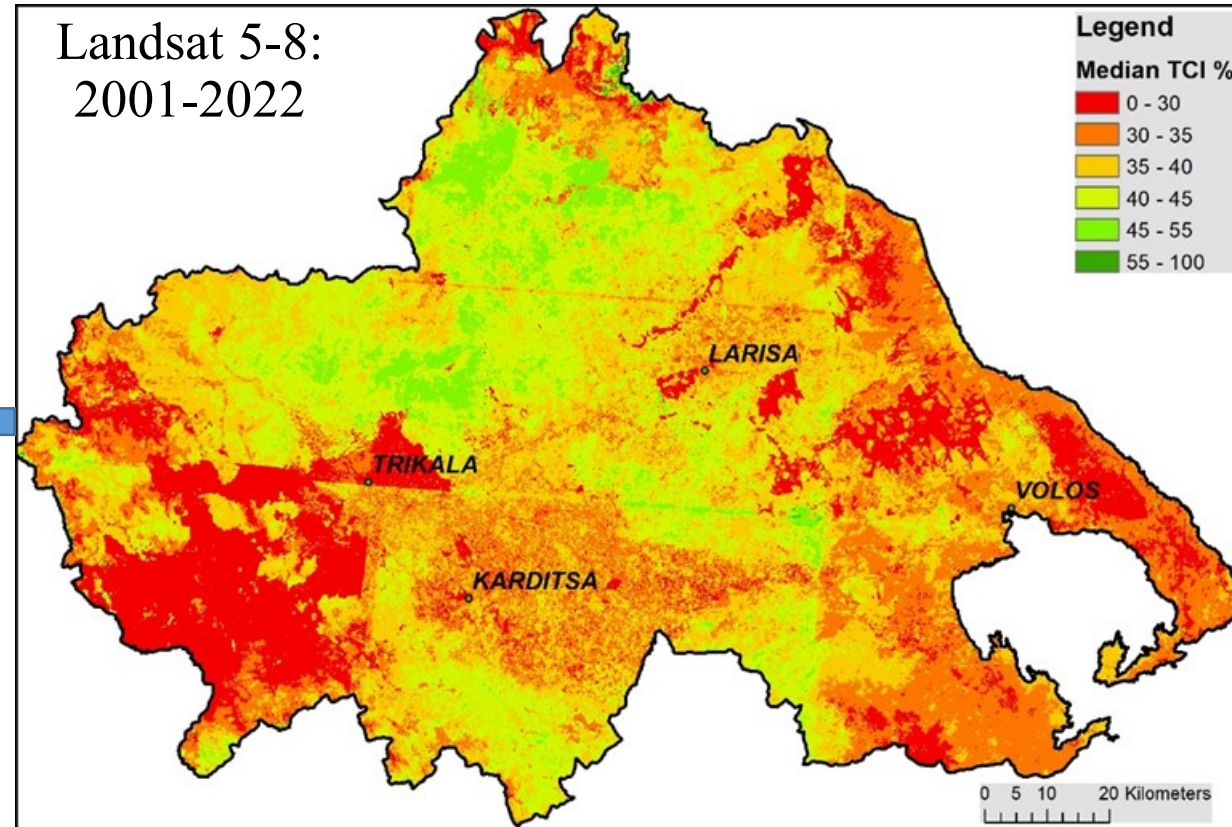 Landsat 5-8:
2001-2022
Legend
Median TCI %
0 - 30
30 - 35
35 - 40
40 - 45
45 - 55
55 - 100
LARISA
TRIKALA
VOLOS
KARDITSA
0 5 10 20 Kilometers